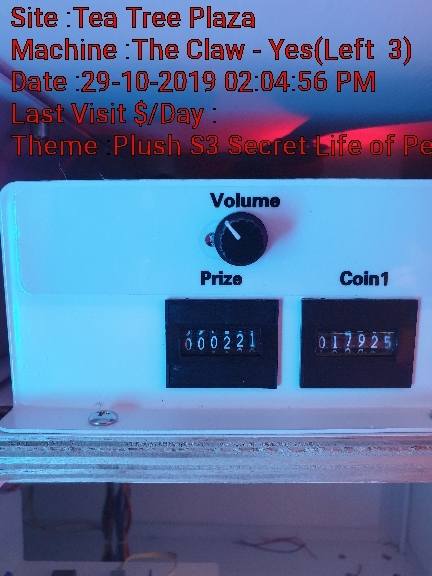 Site :Tea Tree Plaza
Machine :The Claw - Yes(Left 3)
Date :29-10-2019 02:04:56 PM
Last Visit $/Day :
Theme :Plush S3 Secret Life of Pe
Volume
Prize Coin1
000221 017925